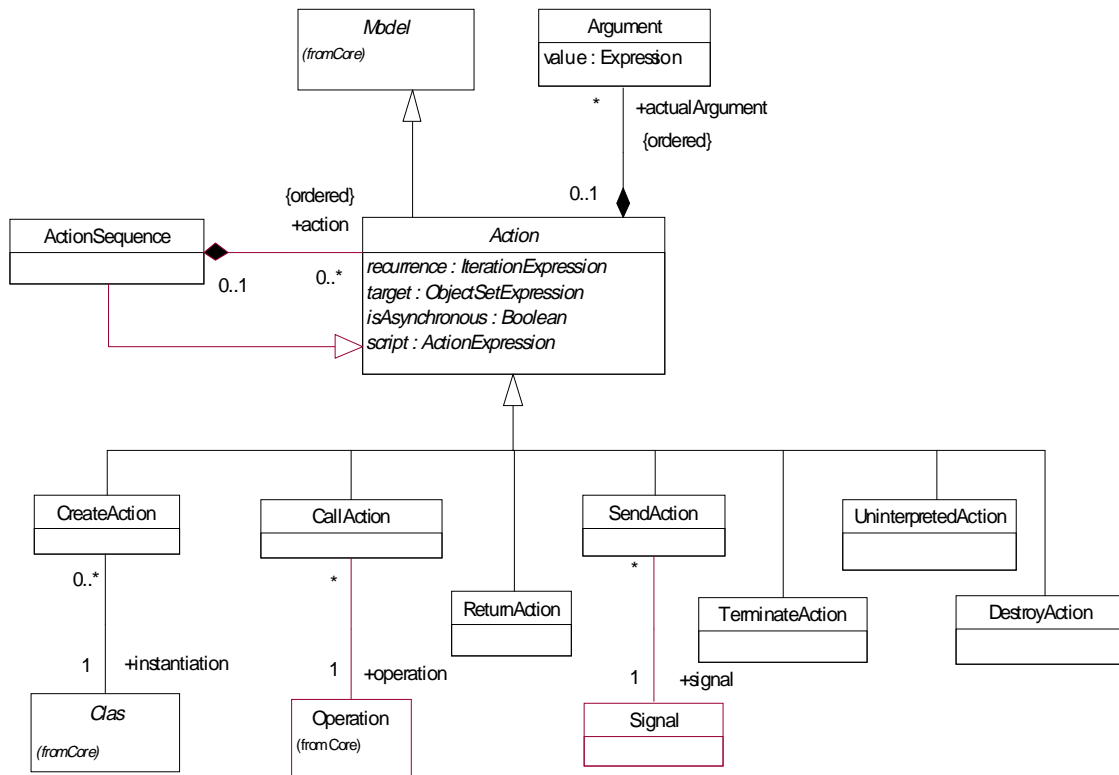 Model
(fromCore)
Argument
value : Expression
*
+actualArgument
{ordered}
0..1
{ordered}
+action
ActionSequence
0..1
0..*
Action
recurrence : IterationExpression
target : ObjectSetExpression
isAsynchronous : Boolean
script : ActionExpression
CreateAction
CallAction
SendAction
UninterpretedAction
0..*
*
*
ReturnAction
TerminateAction
DestroyAction
1
+instantiation
1
+operation
1
+signal
Clas
(fromCore)
Operation
(from Core)
Signal